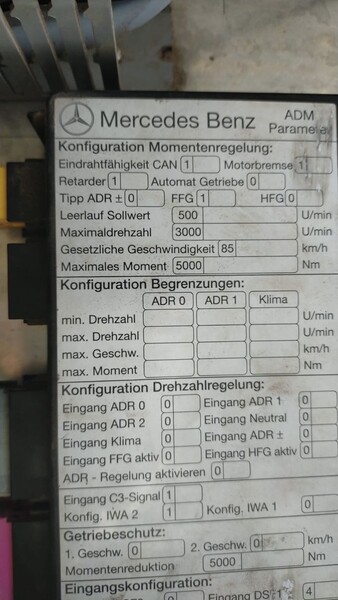 Mercedes Benz ADM
Parameter
Konfiguration Momentenregelung:
Eindrahtfähigkeit CAN 1 Motorbremse 1
Retarder 1 Automat Getriebe 0
Tipp ADR ± 0 FFG 1 HFG 0
Leerlauf Sollwert 500 U/min
Maximaldrehzahl 3000 U/min
Gesetzliche Geschwindigkeit 85 km/h
Maximales Moment 5000 Nm
Konfiguration Begrenzungen:
ADR 0 ADR 1 Klima
min. Drehzahl U/min
max. Drehzahl U/min
max. Geschw. km/h
max. Moment Nm
Konfiguration Drehzahlregelung:
Eingang ADR 0 0 Eingang ADR 1 0
Eingang ADR 2 0 Eingang Neutral 0
Eingang Klima 0 Eingang ADR ± 0
Eingang FFG aktiv 0 Eingang HFG aktiv 0
ADR - Regelung aktivieren 0
Eingang C3-Signal 1
Konfig. IWA 2 1 Konfig. IWA 1 0
Getriebeschutz:
1. Geschw. 0 2. Geschw. 0 km/h
Momentenreduktion 5000 Nm
Eingangskonfiguration:
Eingang DS 1 4